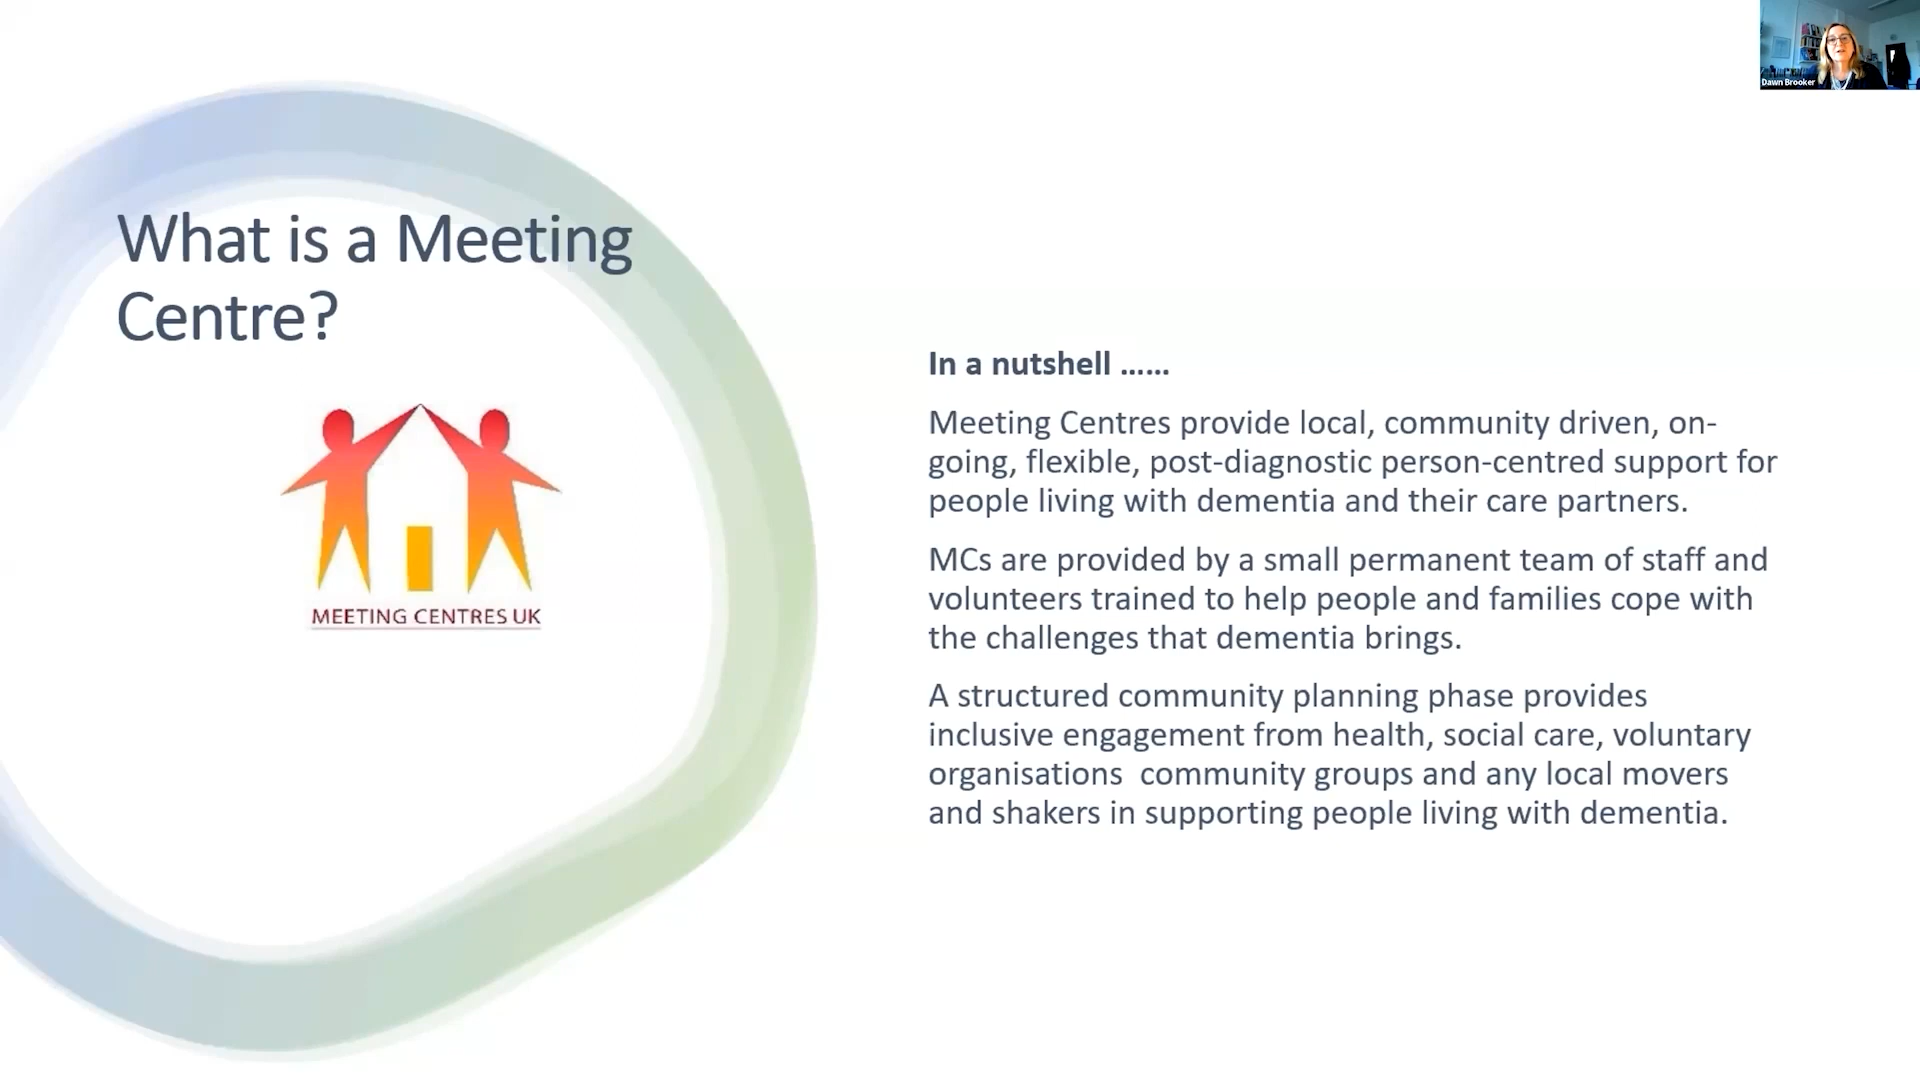 Dawn Brooker
What is a Meeting
Centre?
MEETING CENTRES UK
In a nutshell ......
Meeting Centres provide local, community driven, on-
going, flexible, post-diagnostic person-centred support for
people living with dementia and their care partners.
MCs are provided by a small permanent team of staff and
volunteers trained to help people and families cope with
the challenges that dementia brings.
A structured community planning phase provides
inclusive engagement from health, social care, voluntary
organisations  community groups and any local movers
and shakers in supporting people living with dementia.